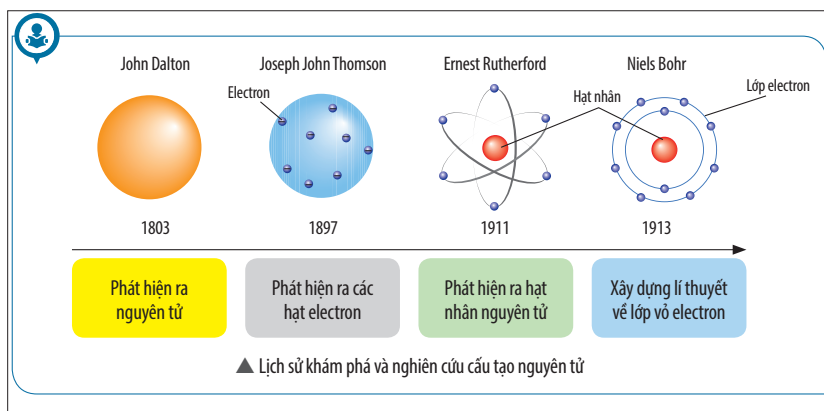 John Dalton
Joseph John Thomson
Ernest Rutherford
Niels Bohr
Electron
Hạt nhân
Lớp electron
1803
1897
1911
1913
Phát hiện ra
nguyên tử
Phát hiện ra các
hạt electron
Phát hiện ra hạt
nhân nguyên tử
Xây dựng lí thuyết
về lớp vỏ electron
▲ Lịch sử khám phá và nghiên cứu cấu tạo nguyên tử